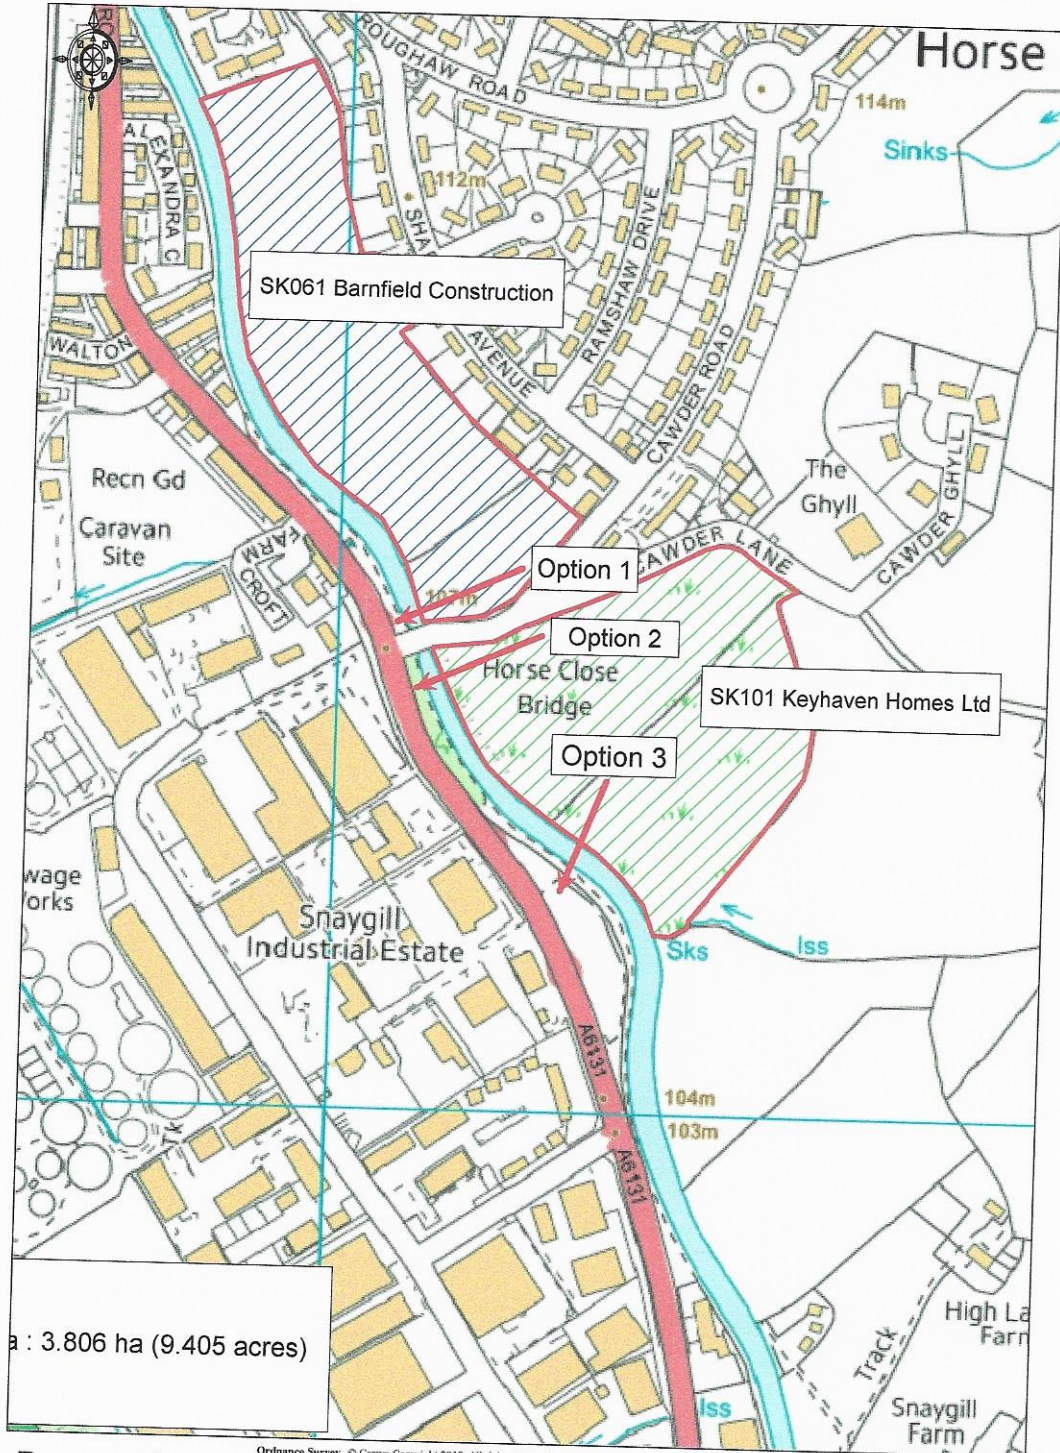 Horse
ROUGHAW ROAD
114m
Sinks
ALEXANDRA C
112m
SHA
RAMSHAW DRIVE
SK061 Barnfield Construction
WALTON
AVENUE
CAWDER ROAD
Recn Gd
The
Ghyll
CAWDER GHYLL
Caravan
Site
CAWDER LANE
CROFT
Option 1
107m
Option 2
Horse Close
Bridge
SK101 Keyhaven Homes Ltd
Option 3
wage
orks
Snaygill
Industrial Estate
Sks
Iss
A6131
104m
103m
Tk
A6131
a : 3.806 ha (9.405 acres)
High La
Farm
Track
Iss
Snaygill
Farm